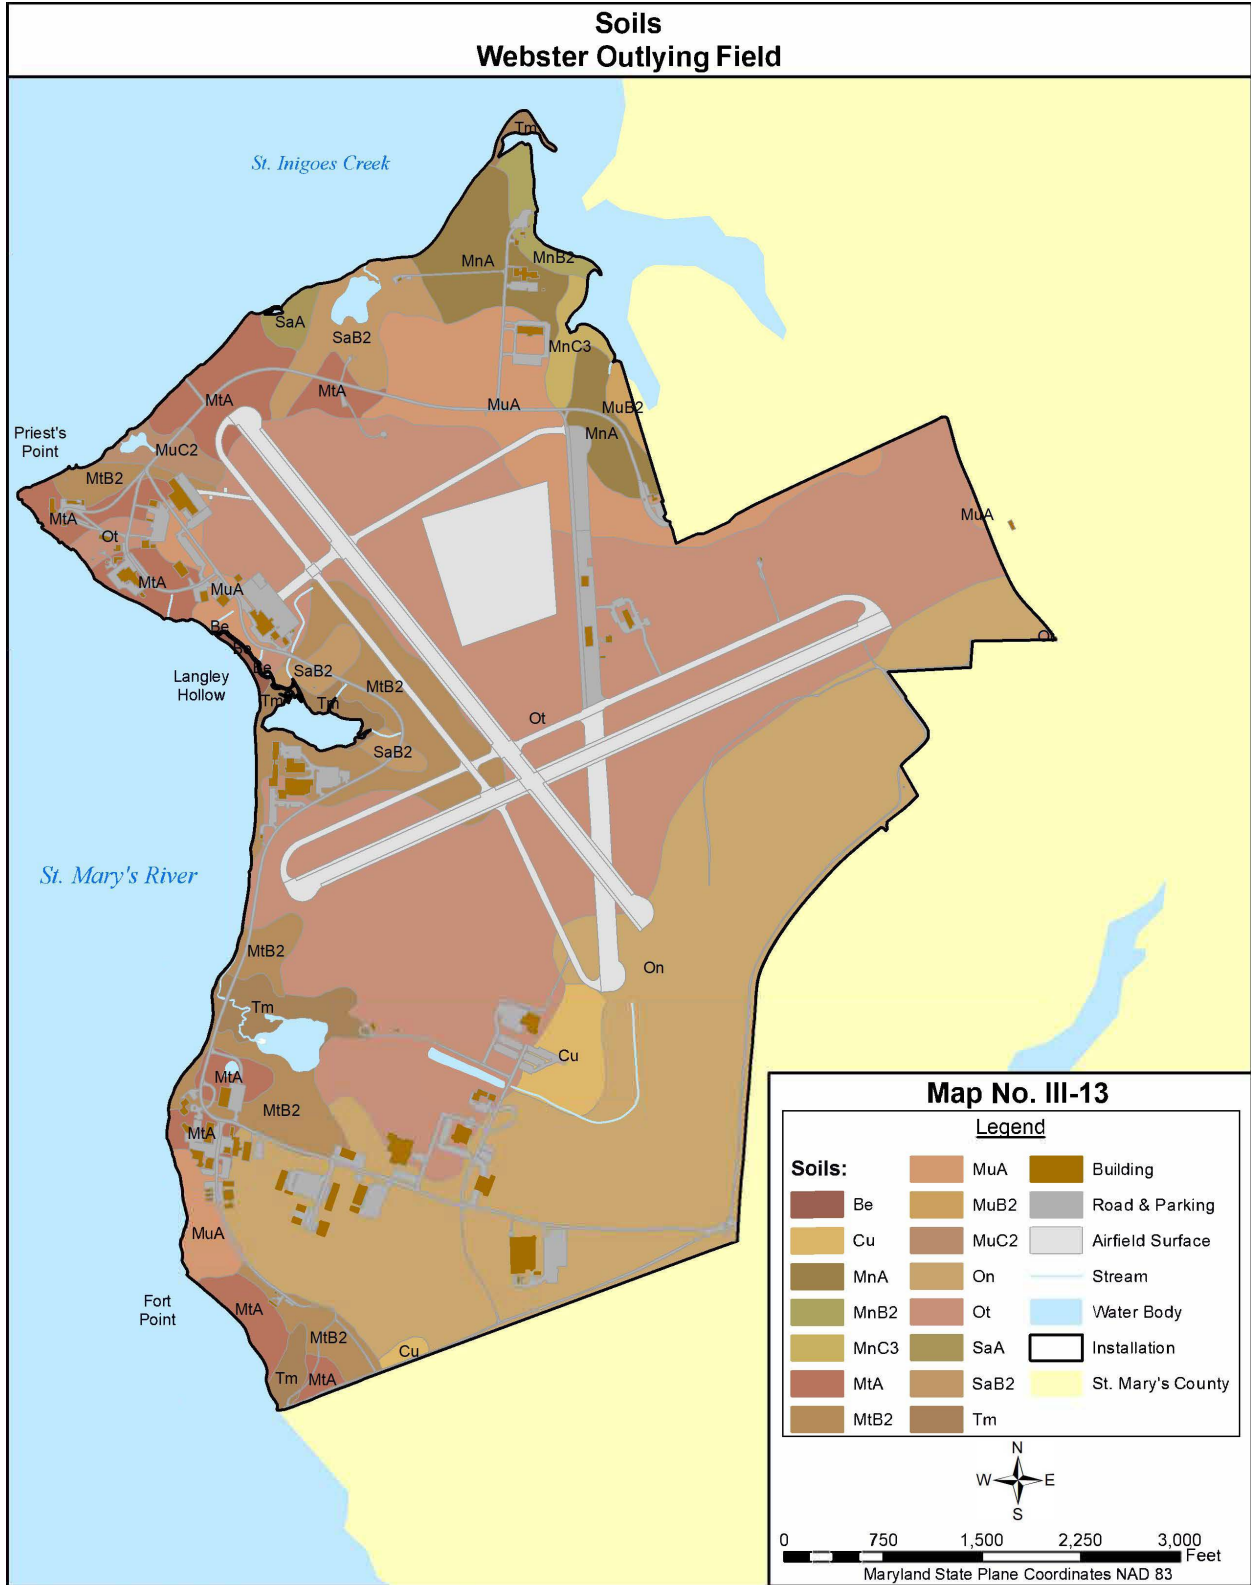 Soils
Webster Outlying Field
Tm
St. Inigoes Creek
MnA
MnB2
SaA
SaB2
MnC3
MtA
MtA
MuA
MuB2
MnA
Priest's
Point
MuC2
MtB2
MtA
Ot
MuA
MtA
MuA
Be
Be
Be
SaB2
Langley
Hollow
MtB2
Tm
Tm
Ot
SaB2
Ot
St. Mary's River
MtB2
On
Tm
Cu
MtA
MtB2
MtA
MuA
Fort
Point
MtA
MtB2
Cu
Tm
MtA
Map No. III-13
Legend
Soils:
Be
Cu
MnA
MnB2
MnC3
MtA
MtB2
MuA
MuB2
MuC2
On
Ot
SaA
SaB2
Tm
Building
Road & Parking
Airfield Surface
Stream
Water Body
Installation
St. Mary's County
N
W E
S
0 750 1,500 2,250 3,000
Feet
Maryland State Plane Coordinates NAD 83